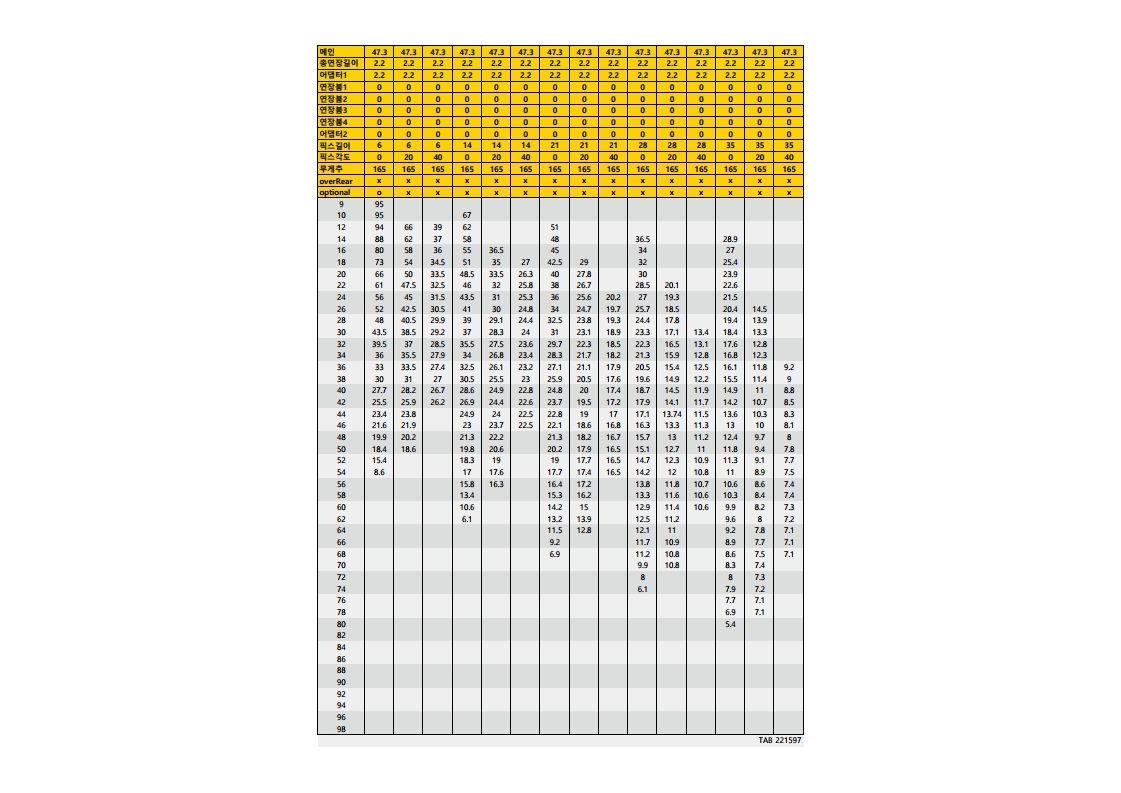 메인 47.3 47.3 47.3 47.3 47.3 47.3 47.3 47.3 47.3 47.3 47.3 47.3 47.3 47.3 47.3
총연장길이 2.2 2.2 2.2 2.2 2.2 2.2 2.2 2.2 2.2 2.2 2.2 2.2 2.2 2.2 2.2
어댑터1 2.2 2.2 2.2 2.2 2.2 2.2 2.2 2.2 2.2 2.2 2.2 2.2 2.2 2.2 2.2
연장붐1 0 0 0 0 0 0 0 0 0 0 0 0 0 0 0
연장붐2 0 0 0 0 0 0 0 0 0 0 0 0 0 0 0
연장붐3 0 0 0 0 0 0 0 0 0 0 0 0 0 0 0
연장붐4 0 0 0 0 0 0 0 0 0 0 0 0 0 0 0
어댑터2 0 0 0 0 0 0 0 0 0 0 0 0 0 0 0
픽스길이 6 6 6 14 14 14 21 21 21 28 28 28 35 35 35
픽스각도 0 20 40 0 20 40 0 20 40 0 20 40 0 20 40
무게추 165 165 165 165 165 165 165 165 165 165 165 165 165 165 165
overRear x x x x x x x x x x x x x x x
optional o x x x x x x x x x x x x x x
9 95
10 95 67
12 94 66 39 62 51
14 88 62 37 58 48 36.5 28.9
16 80 58 36 55 36.5 45 34 27
18 73 54 34.5 51 35 27 42.5 29 32 25.4
20 66 50 33.5 48.5 33.5 26.3 40 27.8 30 23.9
22 61 47.5 32.5 46 32 25.8 38 26.7 28.5 20.1 22.6
24 56 45 31.5 43.5 31 25.3 36 25.6 20.2 27 19.3 21.5
26 52 42.5 30.5 41 30 24.8 34 24.7 19.7 25.7 18.5 20.4 14.5
28 48 40.5 29.9 39 29.1 24.4 32.5 23.8 19.3 24.4 17.8 19.4 13.9
30 43.5 38.5 29.2 37 28.3 24 31 23.1 18.9 23.3 17.1 13.4 18.4 13.3
32 39.5 37 28.5 35.5 27.5 23.6 29.7 22.3 18.5 22.3 16.5 13.1 17.6 12.8
34 36 35.5 27.9 34 26.8 23.4 28.3 21.7 18.2 21.3 15.9 12.8 16.8 12.3
36 33 33.5 27.4 32.5 26.1 23.2 27.1 21.1 17.9 20.5 15.4 12.5 16.1 11.8 9.2
38 30 31 27 30.5 25.5 23 25.9 20.5 17.6 19.6 14.9 12.2 15.5 11.4 9
40 27.7 28.2 26.7 28.6 24.9 22.8 24.8 20 17.4 18.7 14.5 11.9 14.9 11 8.8
42 25.5 25.9 26.2 26.9 24.4 22.6 23.7 19.5 17.2 17.9 14.1 11.7 14.2 10.7 8.5
44 23.4 23.8 24.9 24 22.5 22.8 19 17 17.1 13.74 11.5 13.6 10.3 8.3
46 21.6 21.9 23 23.7 22.5 22.1 18.6 16.8 16.3 13.3 11.3 13 10 8.1
48 19.9 20.2 21.3 22.2 21.3 18.2 16.7 15.7 13 11.2 12.4 9.7 8
50 18.4 18.6 19.8 20.6 20.2 17.9 16.5 15.1 12.7 11 11.8 9.4 7.8
52 15.4 18.3 19 19 17.7 16.5 14.7 12.3 10.9 11.3 9.1 7.7
54 8.6 17 17.6 17.7 17.4 16.5 14.2 12 10.8 11 8.9 7.5
56 15.8 16.3 16.4 17.2 13.8 11.8 10.7 10.6 8.6 7.4
58 13.4 15.3 16.2 13.3 11.6 10.6 10.3 8.4 7.4
60 10.6 14.2 15 12.9 11.4 10.6 9.9 8.2 7.3
62 6.1 13.2 13.9 12.5 11.2 9.6 8 7.2
64 11.5 12.8 12.1 11 9.2 7.8 7.1
66 9.2 11.7 10.9 8.9 7.7 7.1
68 6.9 11.2 10.8 8.6 7.5 7.1
70 9.9 10.8 8.3 7.4
72 8 8 7.3
74 6.1 7.9 7.2
76 7.7 7.1
78 6.9 7.1
80 5.4
82
84
86
88
90
92
94
96
98
TAB 221597